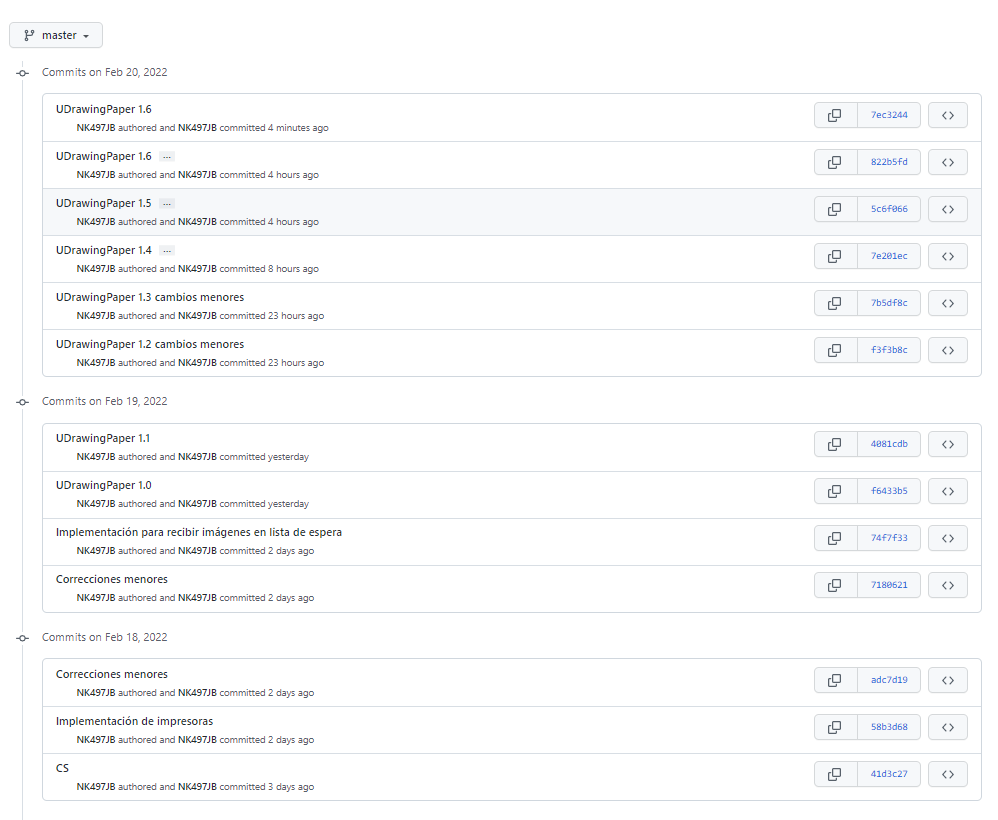 master
Commits on Feb 20, 2022
UDrawingPaper 1.6
7ec3244
NK497JB authored and NK497JB committed 4 minutes ago
UDrawingPaper 1.6 ...
822b5fd
NK497JB authored and NK497JB committed 4 hours ago
UDrawingPaper 1.5 ...
5c6f066
NK497JB authored and NK497JB committed 4 hours ago
UDrawingPaper 1.4 ...
7e201ec
NK497JB authored and NK497JB committed 8 hours ago
UDrawingPaper 1.3 cambios menores
7b5df8c
NK497JB authored and NK497JB committed 23 hours ago
UDrawingPaper 1.2 cambios menores
f3f3b8c
NK497JB authored and NK497JB committed 23 hours ago
Commits on Feb 19, 2022
UDrawingPaper 1.1
4081cdb
NK497JB authored and NK497JB committed yesterday
UDrawingPaper 1.0
f6433b5
NK497JB authored and NK497JB committed yesterday
Implementación para recibir imágenes en lista de espera
74f7f33
NK497JB authored and NK497JB committed 2 days ago
Correcciones menores
7180621
NK497JB authored and NK497JB committed 2 days ago
Commits on Feb 18, 2022
Correcciones menores
adc7d19
NK497JB authored and NK497JB committed 2 days ago
Implementación de impresoras
58b3d68
NK497JB authored and NK497JB committed 2 days ago
CS
41d3c27
NK497JB authored and NK497JB committed 3 days ago